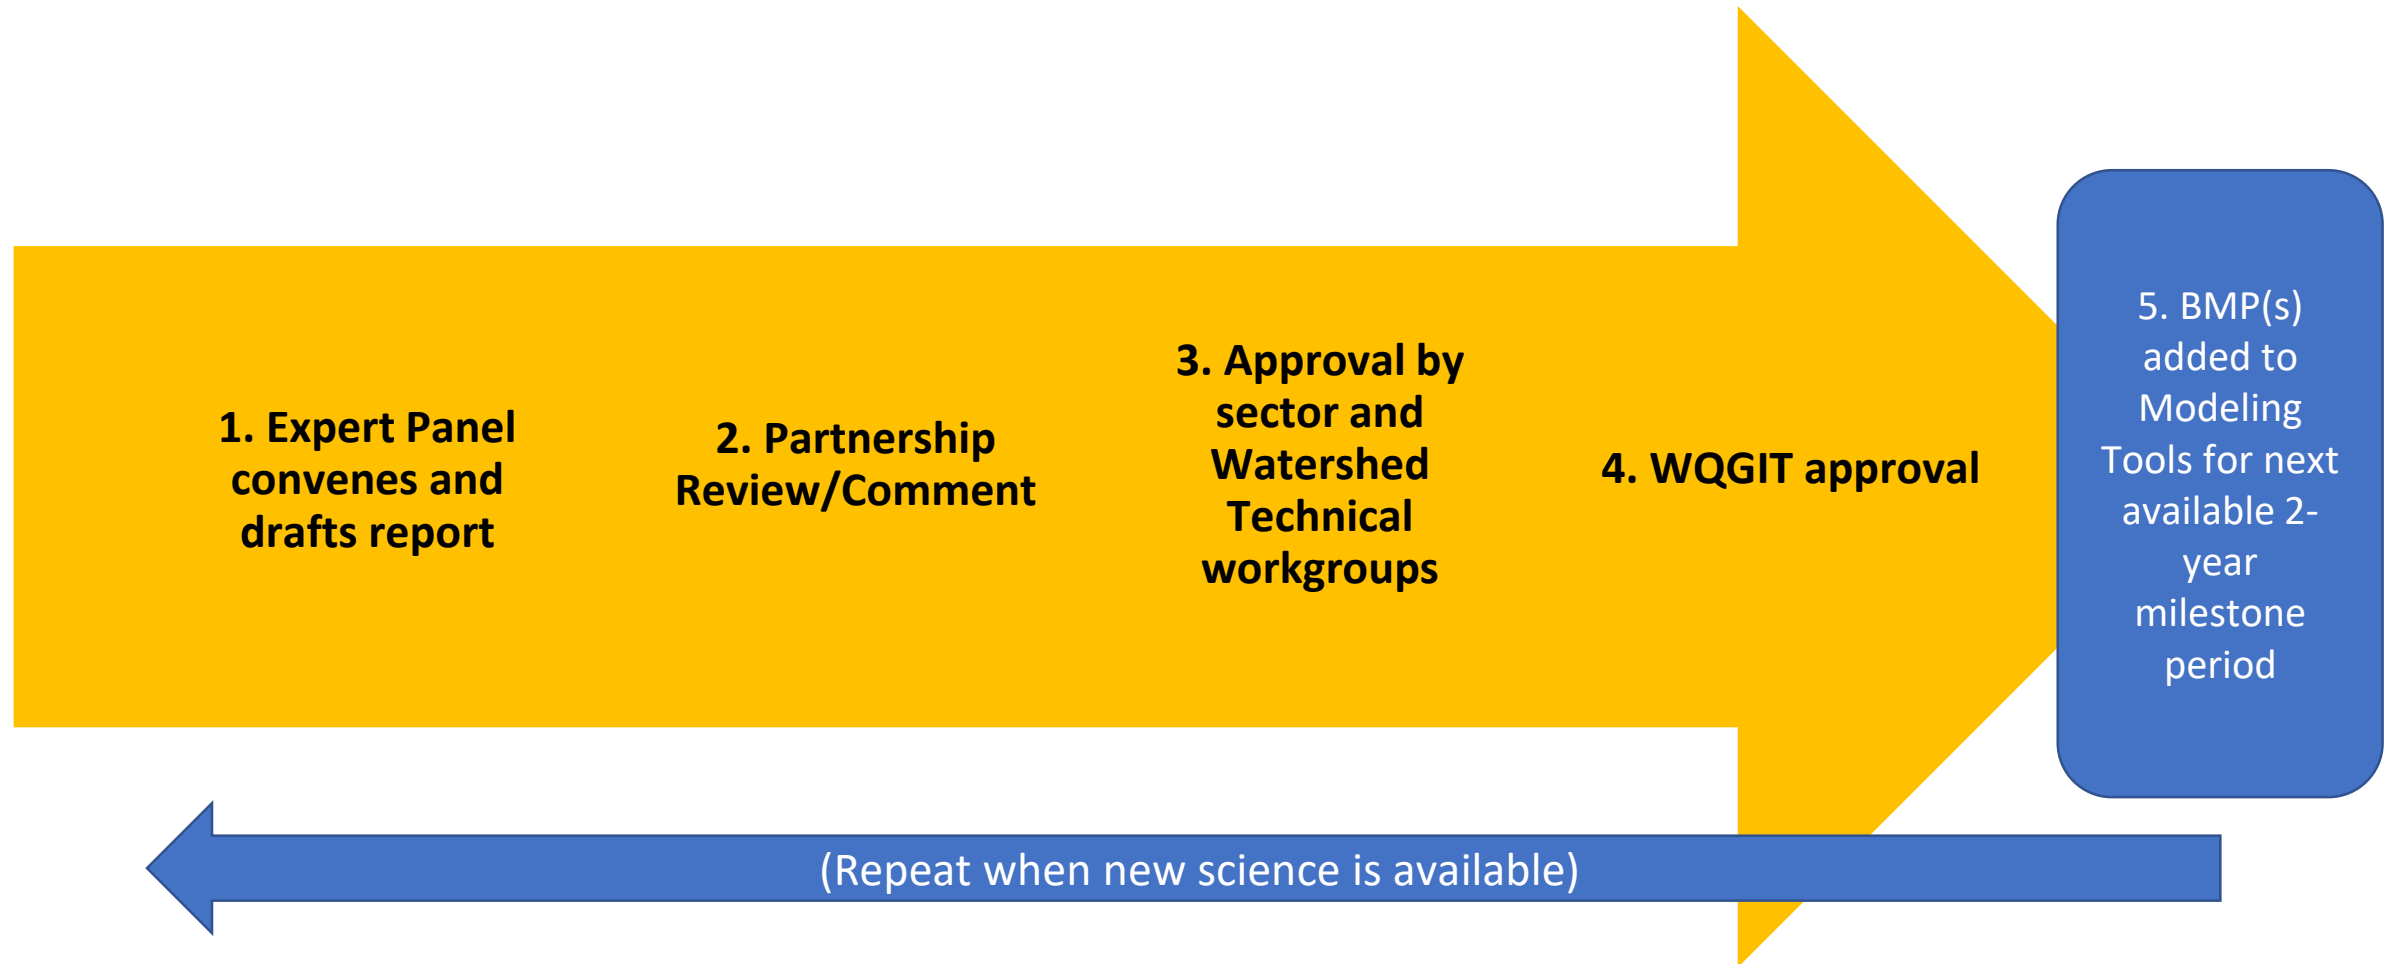 1. Expert Panel
convenes and
drafts report
2. Partnership
Review/Comment
3. Approval by
sector and
Watershed
Technical
workgroups
4. WQGIT approval
5. BMP(s)
added to
Modeling
Tools for next
available 2-
year
milestone
period
(Repeat when new science is available)